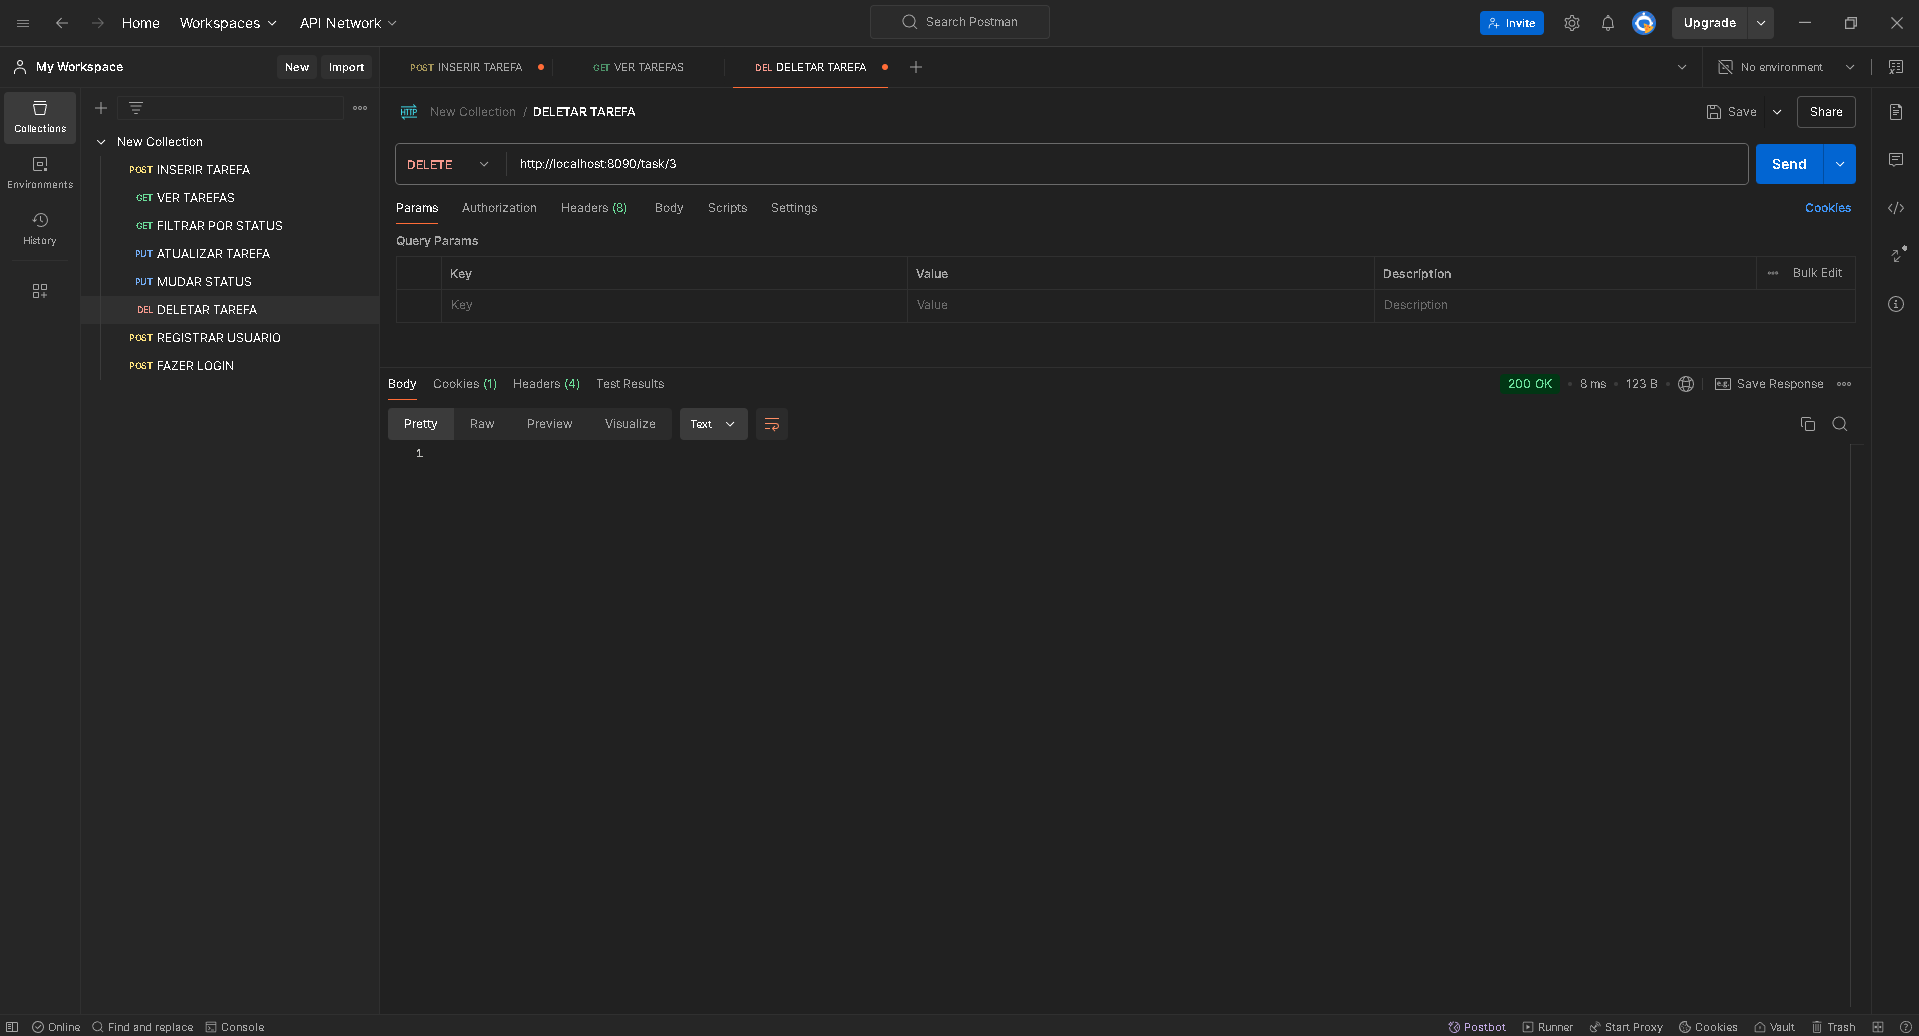 Home Workspaces API Network Search Postman Invite Upgrade
My Workspace New Import POST INSERIR TAREFA GET VER TAREFAS DEL DELETAR TAREFA No environment
Collections
Environments
History
New Collection
POST INSERIR TAREFA
GET VER TAREFAS
GET FILTRAR POR STATUS
PUT ATUALIZAR TAREFA
PUT MUDAR STATUS
DEL DELETAR TAREFA
POST REGISTRAR USUARIO
POST FAZER LOGIN
HTTP New Collection / DELETAR TAREFA Save Share
DELETE http://localhost:8090/task/3 Send
Params Authorization Headers (8) Body Scripts Settings Cookies
Query Params
Key Value Description Bulk Edit
Key Value Description
Body Cookies (1) Headers (4) Test Results 200 OK 8 ms 123 B e.g. Save Response
Pretty Raw Preview Visualize Text
1
Online Find and replace Console Postbot Runner Start Proxy Cookies Vault Trash